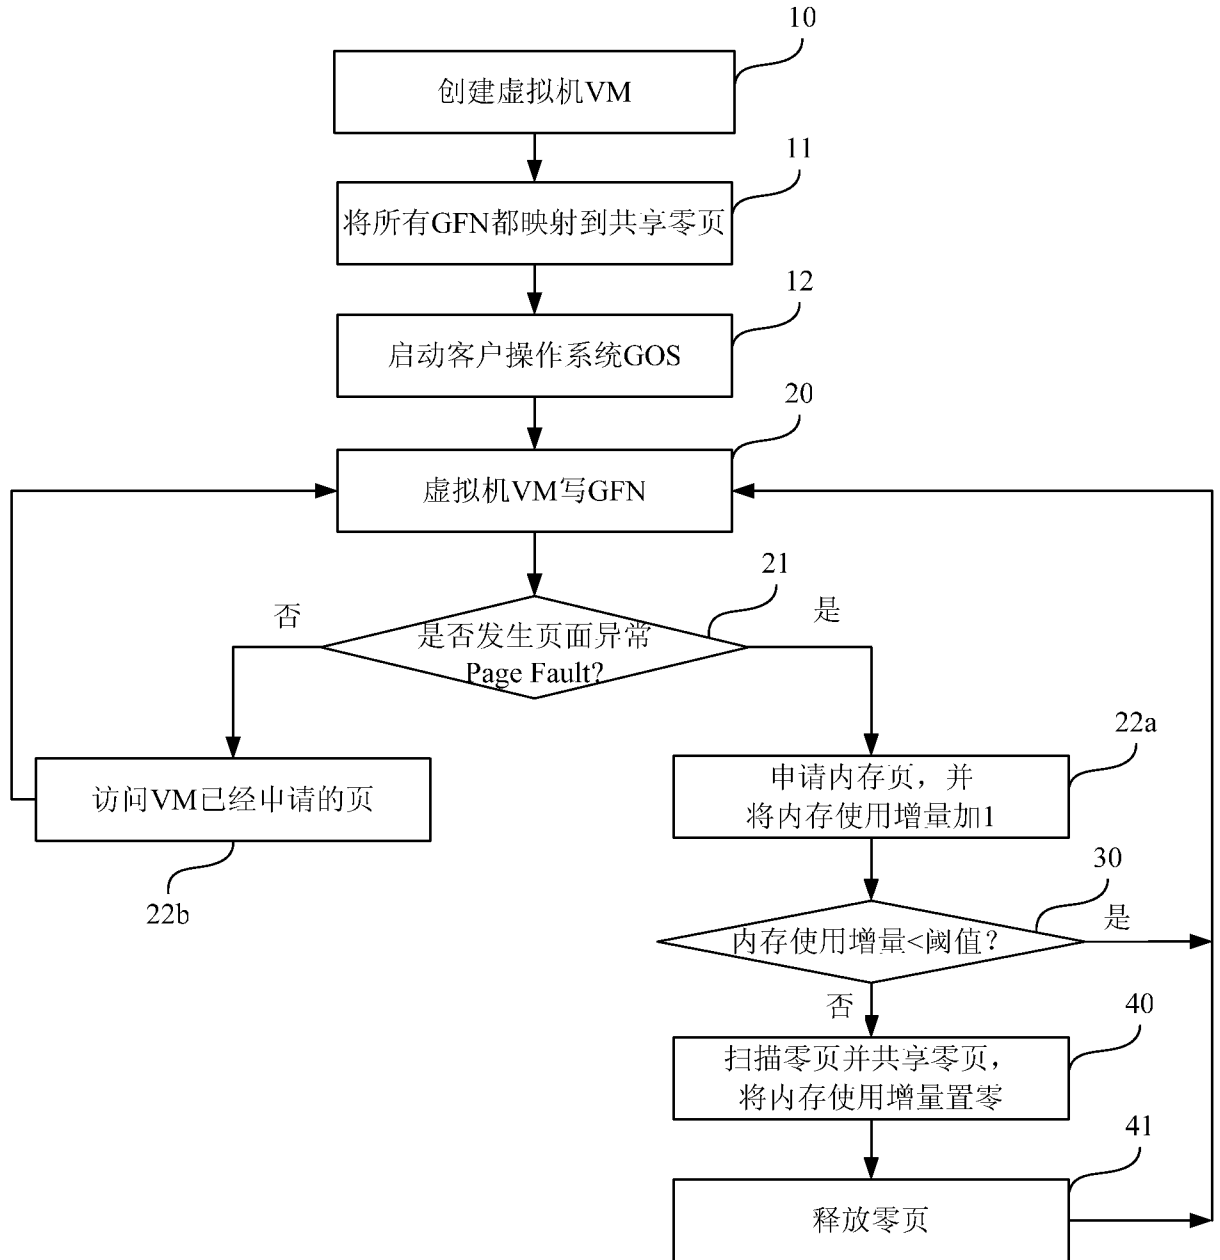 10
创建虚拟机VM
11
将所有GFN都映射到共享零页
12
启动客户操作系统GOS
20
虚拟机VM写GFN
21
否
是
是否发生页面异常
Page Fault?
22a
申请内存页，并
将内存使用增量加1
访问VM已经申请的页
22b
30
是
内存使用增量<阈值？
否
40
扫描零页并共享零页，
将内存使用增量置零
41
释放零页